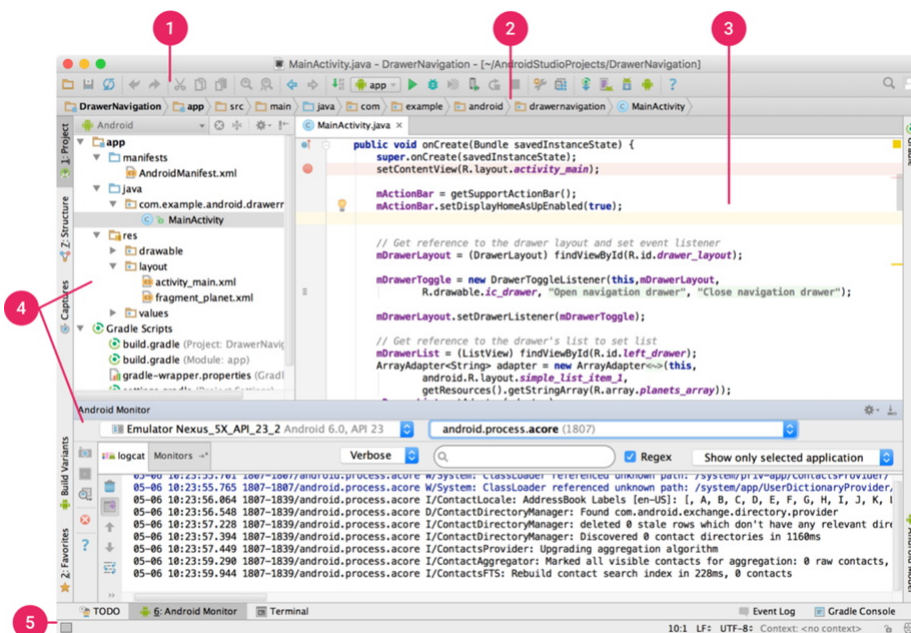 1
2
3
MainActivity.java - DrawerNavigation - [~/AndroidStudioProjects/DrawerNavigation]
app
DrawerNavigation app src main java com example android drawernavigation MainActivity
1: Project
Z: Structure
Captures
Build Variants
2: Favorites
Android
app
manifests
AndroidManifest.xml
java
com.example.android.drawerr
MainActivity
res
drawable
layout
activity_main.xml
fragment_planet.xml
values
Gradle Scripts
build.gradle (Project: DrawerNavig
build.gradle (Module: app)
gradle-wrapper.properties (Gradl
4
MainActivity.java ×
public void onCreate(Bundle savedInstanceState) {
super.onCreate(savedInstanceState);
setContentView(R.layout.activity_main);
mActionBar = getSupportActionBar();
mActionBar.setDisplayHomeAsUpEnabled(true);
// Get reference to the drawer layout and set event listener
mDrawerLayout = (DrawerLayout) findViewById(R.id.drawer_layout);
mDrawerToggle = new DrawerToggleListener(this,mDrawerLayout,
R.drawable.ic_drawer, "Open navigation drawer", "Close navigation drawer");
mDrawerLayout.setDrawerListener(mDrawerToggle);
// Get reference to the drawer's list to set list
mDrawerList = (ListView) findViewById(R.id.left_drawer);
ArrayAdapter<String> adapter = new ArrayAdapter<~>(this,
android.R.layout.simple_list_item_1,
getResources().getStringArray(R.array.planets_array));
Android Monitor
Emulator Nexus_5X_API_23_2 Android 6.0, API 23
android.process.acore (1807)
logcat Monitors
Verbose
Regex
Show only selected application
05-06 10:23:55.765 1807-1807/android.process.acore W/System: ClassLoader referenced unknown path: /system/app/UserDictionaryProvider/
05-06 10:23:56.064 1807-1839/android.process.acore I/ContactLocale: AddressBook Labels [en-US]: [, A, B, C, D, E, F, G, H, I, J, K,
05-06 10:23:56.548 1807-1839/android.process.acore D/ContactDirectoryManager: Found com.android.exchange.directory.provider
05-06 10:23:57.228 1807-1839/android.process.acore I/ContactDirectoryManager: deleted 0 stale rows which don't have any relevant dire
05-06 10:23:57.394 1807-1839/android.process.acore I/ContactDirectoryManager: Discovered 0 contact directories in 1160ms
05-06 10:23:57.449 1807-1839/android.process.acore I/ContactsProvider: Upgrading aggregation algorithm
05-06 10:23:59.290 1807-1839/android.process.acore I/ContactAggregator: Marked all visible contacts for aggregation: 0 raw contacts,
05-06 10:23:59.944 1807-1839/android.process.acore I/ContactsFTS: Rebuild contact search index in 228ms, 0 contacts
TODO
6: Android Monitor
Terminal
Event Log
Gradle Console
5
10:1 LF÷ UTF-8÷ Context: <no context>